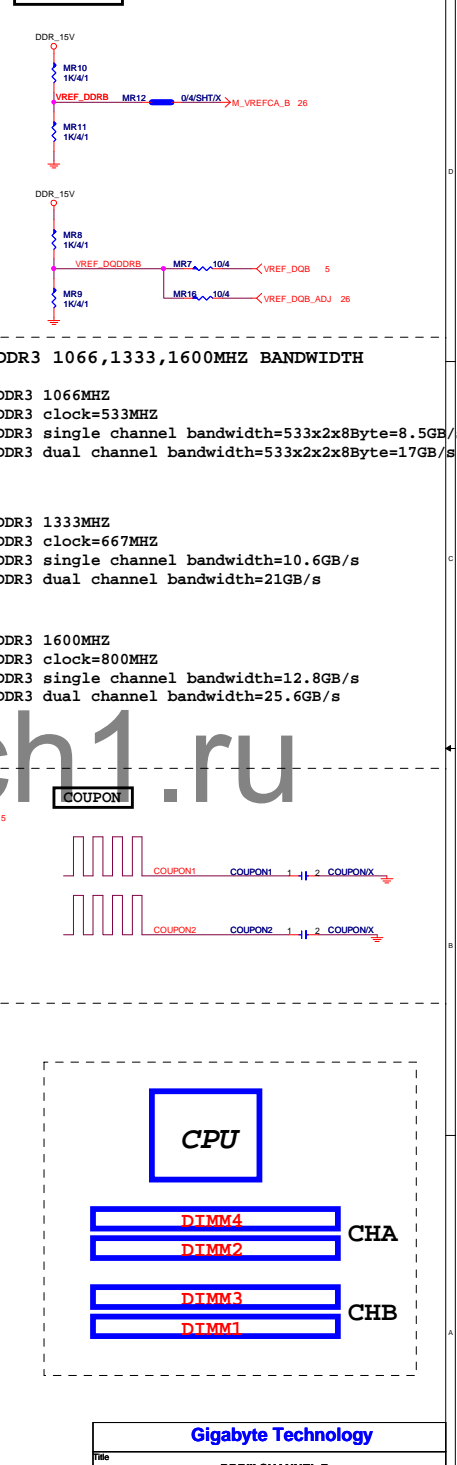 DDR_15V
MR10
1K/4/1
VREF_DDRB MR12 0/4/SHT/X M_VREFCA_B 26
MR11
1K/4/1
DDR_15V
MR8
1K/4/1
VREF_DQDDRB MR7 10/4 VREF_DQB 5
MR9
1K/4/1
MR16 10/4 VREF_DQB_ADJ 26
D
DDR3 1066,1333,1600MHZ BANDWIDTH
DDR3 1066MHZ
DDR3 clock=533MHZ
DDR3 single channel bandwidth=533x2x8Byte=8.5GB/
DDR3 dual channel bandwidth=533x2x2x8Byte=17GB/s
DDR3 1333MHZ
DDR3 clock=667MHZ
DDR3 single channel bandwidth=10.6GB/s
C
DDR3 dual channel bandwidth=21GB/s
DDR3 1600MHZ
DDR3 clock=800MHZ
DDR3 single channel bandwidth=12.8GB/s
DDR3 dual channel bandwidth=25.6GB/s
ch1.ru
COUPON
5
COUPON1 COUPON1 1 2 COUPON/X
COUPON2 COUPON2 1 2 COUPON/X
B
CPU
DIMM4
CHA
DIMM2
DIMM3
CHB
DIMM1
A
Gigabyte Technology
Title